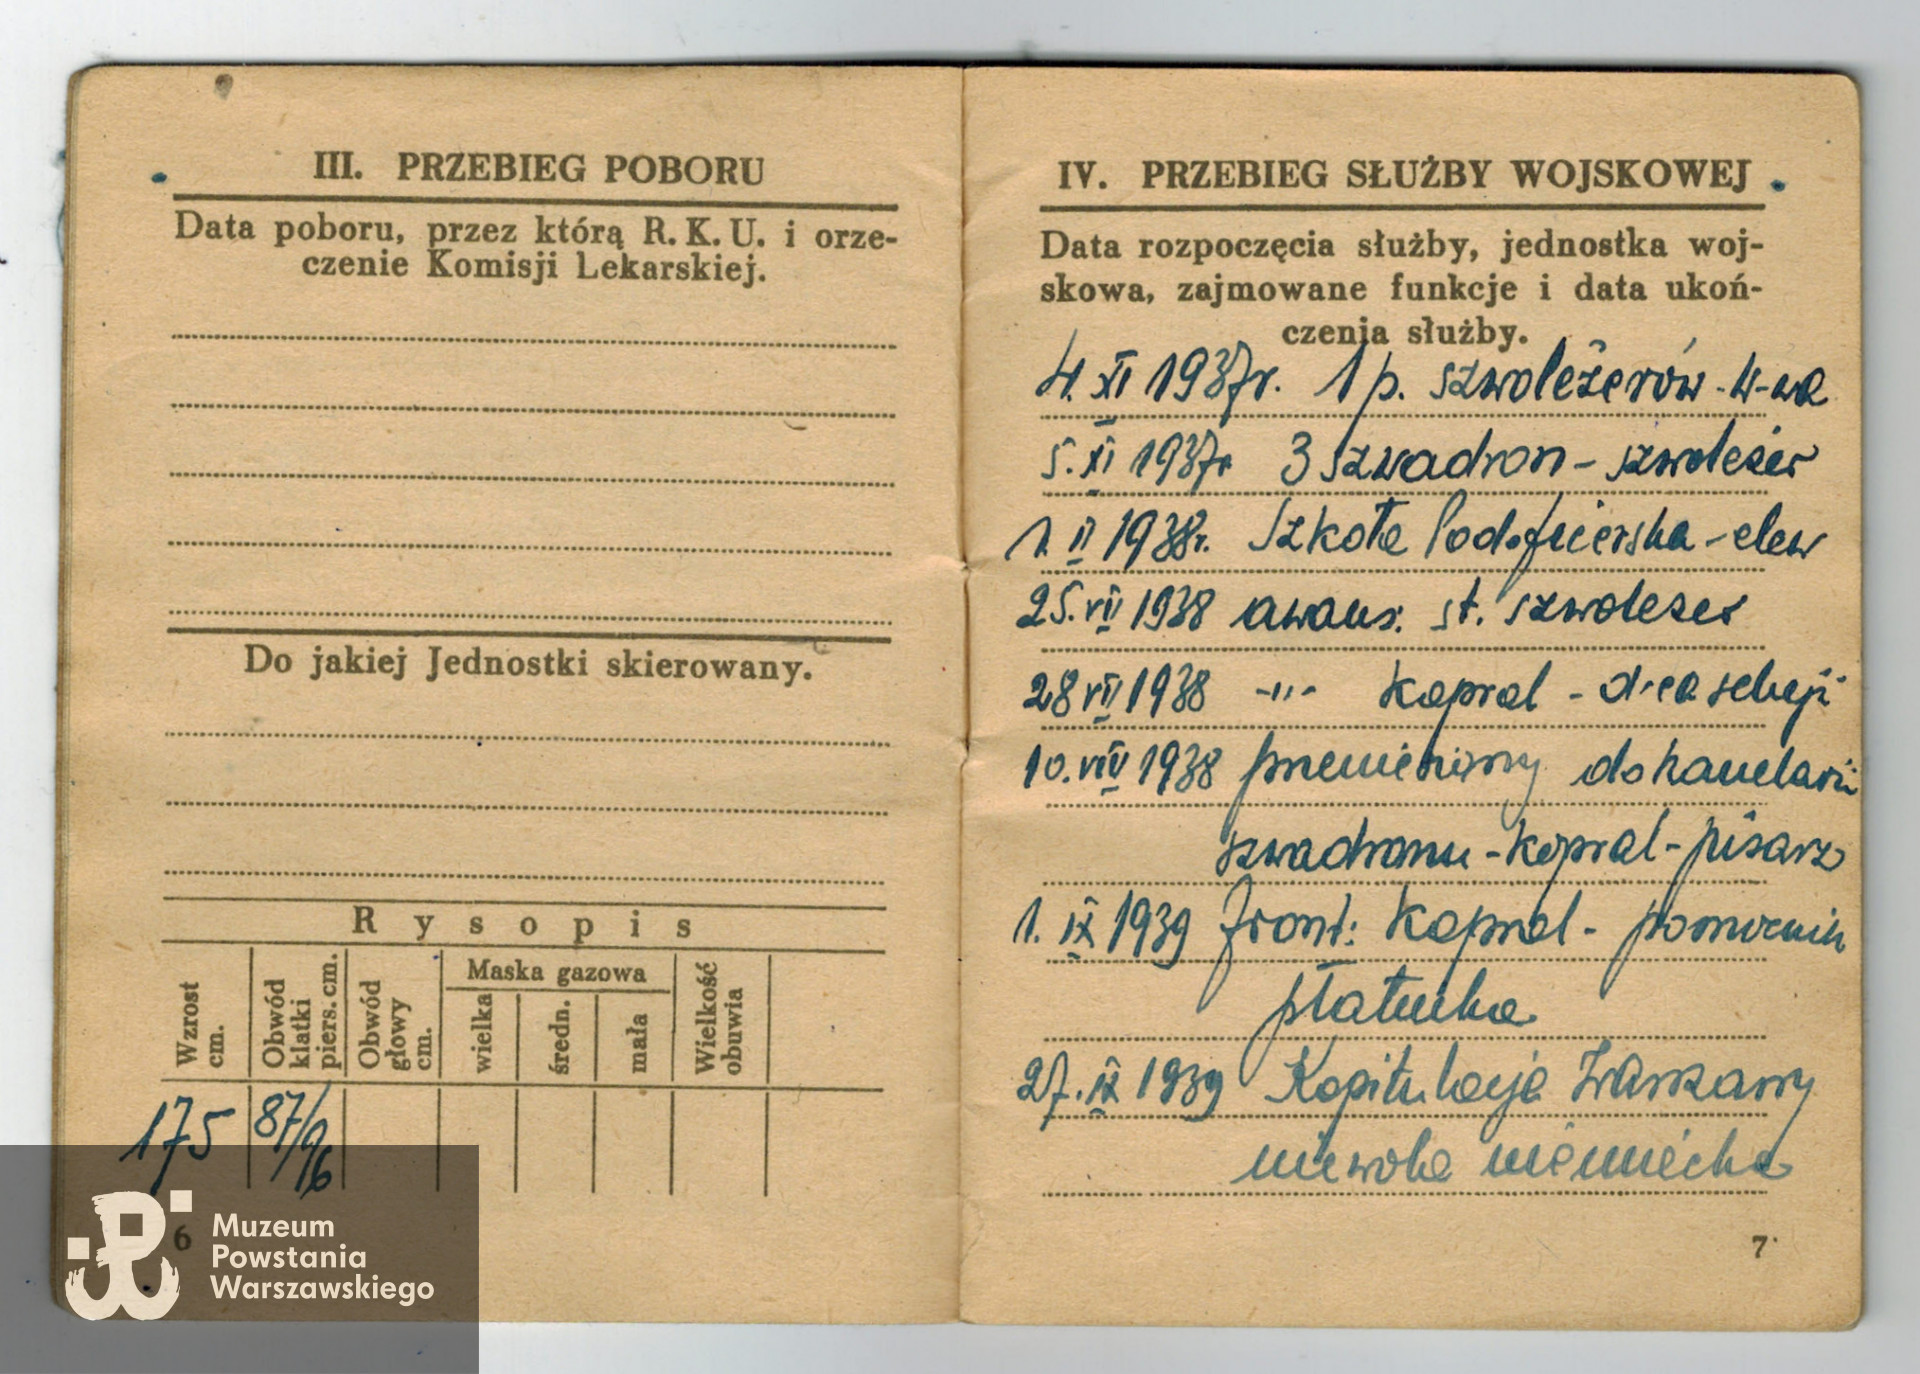 III. PRZEBIEG POBORU
Data poboru, przez którą R. K. U. i orze-
czenie Komisji Lekarskiej.
Do jakiej Jednostki skierowany.
Rysopis
Wzrost cm.
Obwód klatki piers. cm.
Obwód głowy cm.
Maska gazowa
wielka
średn.
mała
Wielkość obuwia
175
87/96
6
Muzeum
Powstania
Warszawskiego
IV. PRZEBIEG SŁUŻBY WOJSKOWEJ
Data rozpoczęcia służby, jednostka woj-
skowa, zajmowane funkcje i data ukoń-
czenia służby.
4. XI 1937r. 1 p. szwoleżerów - W-wa
5. XI 1937r 3 szwadron - szwoleżer
1. II 1938r. Szkoła Podoficerska - elew
25. VII 1938 awans. st. szwoleżer
28 VII 1938 -"- kapral - d-ca sekcji
10. VIII 1938 przeniesiony do kancelarii
szwadronu - kapral - pisarz
1. IX 1939 front: kapral - pomocnik
płatnika
27. IX 1939 Kapitulacja Warszawy
niewola niemiecka
7